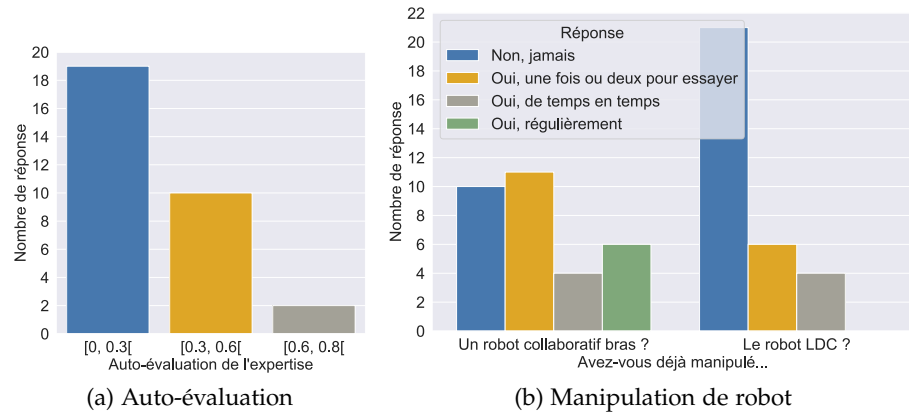 20
18
16
14
12
10
8
6
4
2
0
Nombre de réponse
[0, 0.3[ [0.3, 0.6[ [0.6, 0.8[
Auto-évaluation de l'expertise
(a) Auto-évaluation
22
20
18
16
14
12
10
8
6
4
2
0
Nombre de réponse
Réponse
Non, jamais
Oui, une fois ou deux pour essayer
Oui, de temps en temps
Oui, régulièrement
Un robot collaboratif bras ? Le robot LDC ?
Avez-vous déjà manipulé...
(b) Manipulation de robot